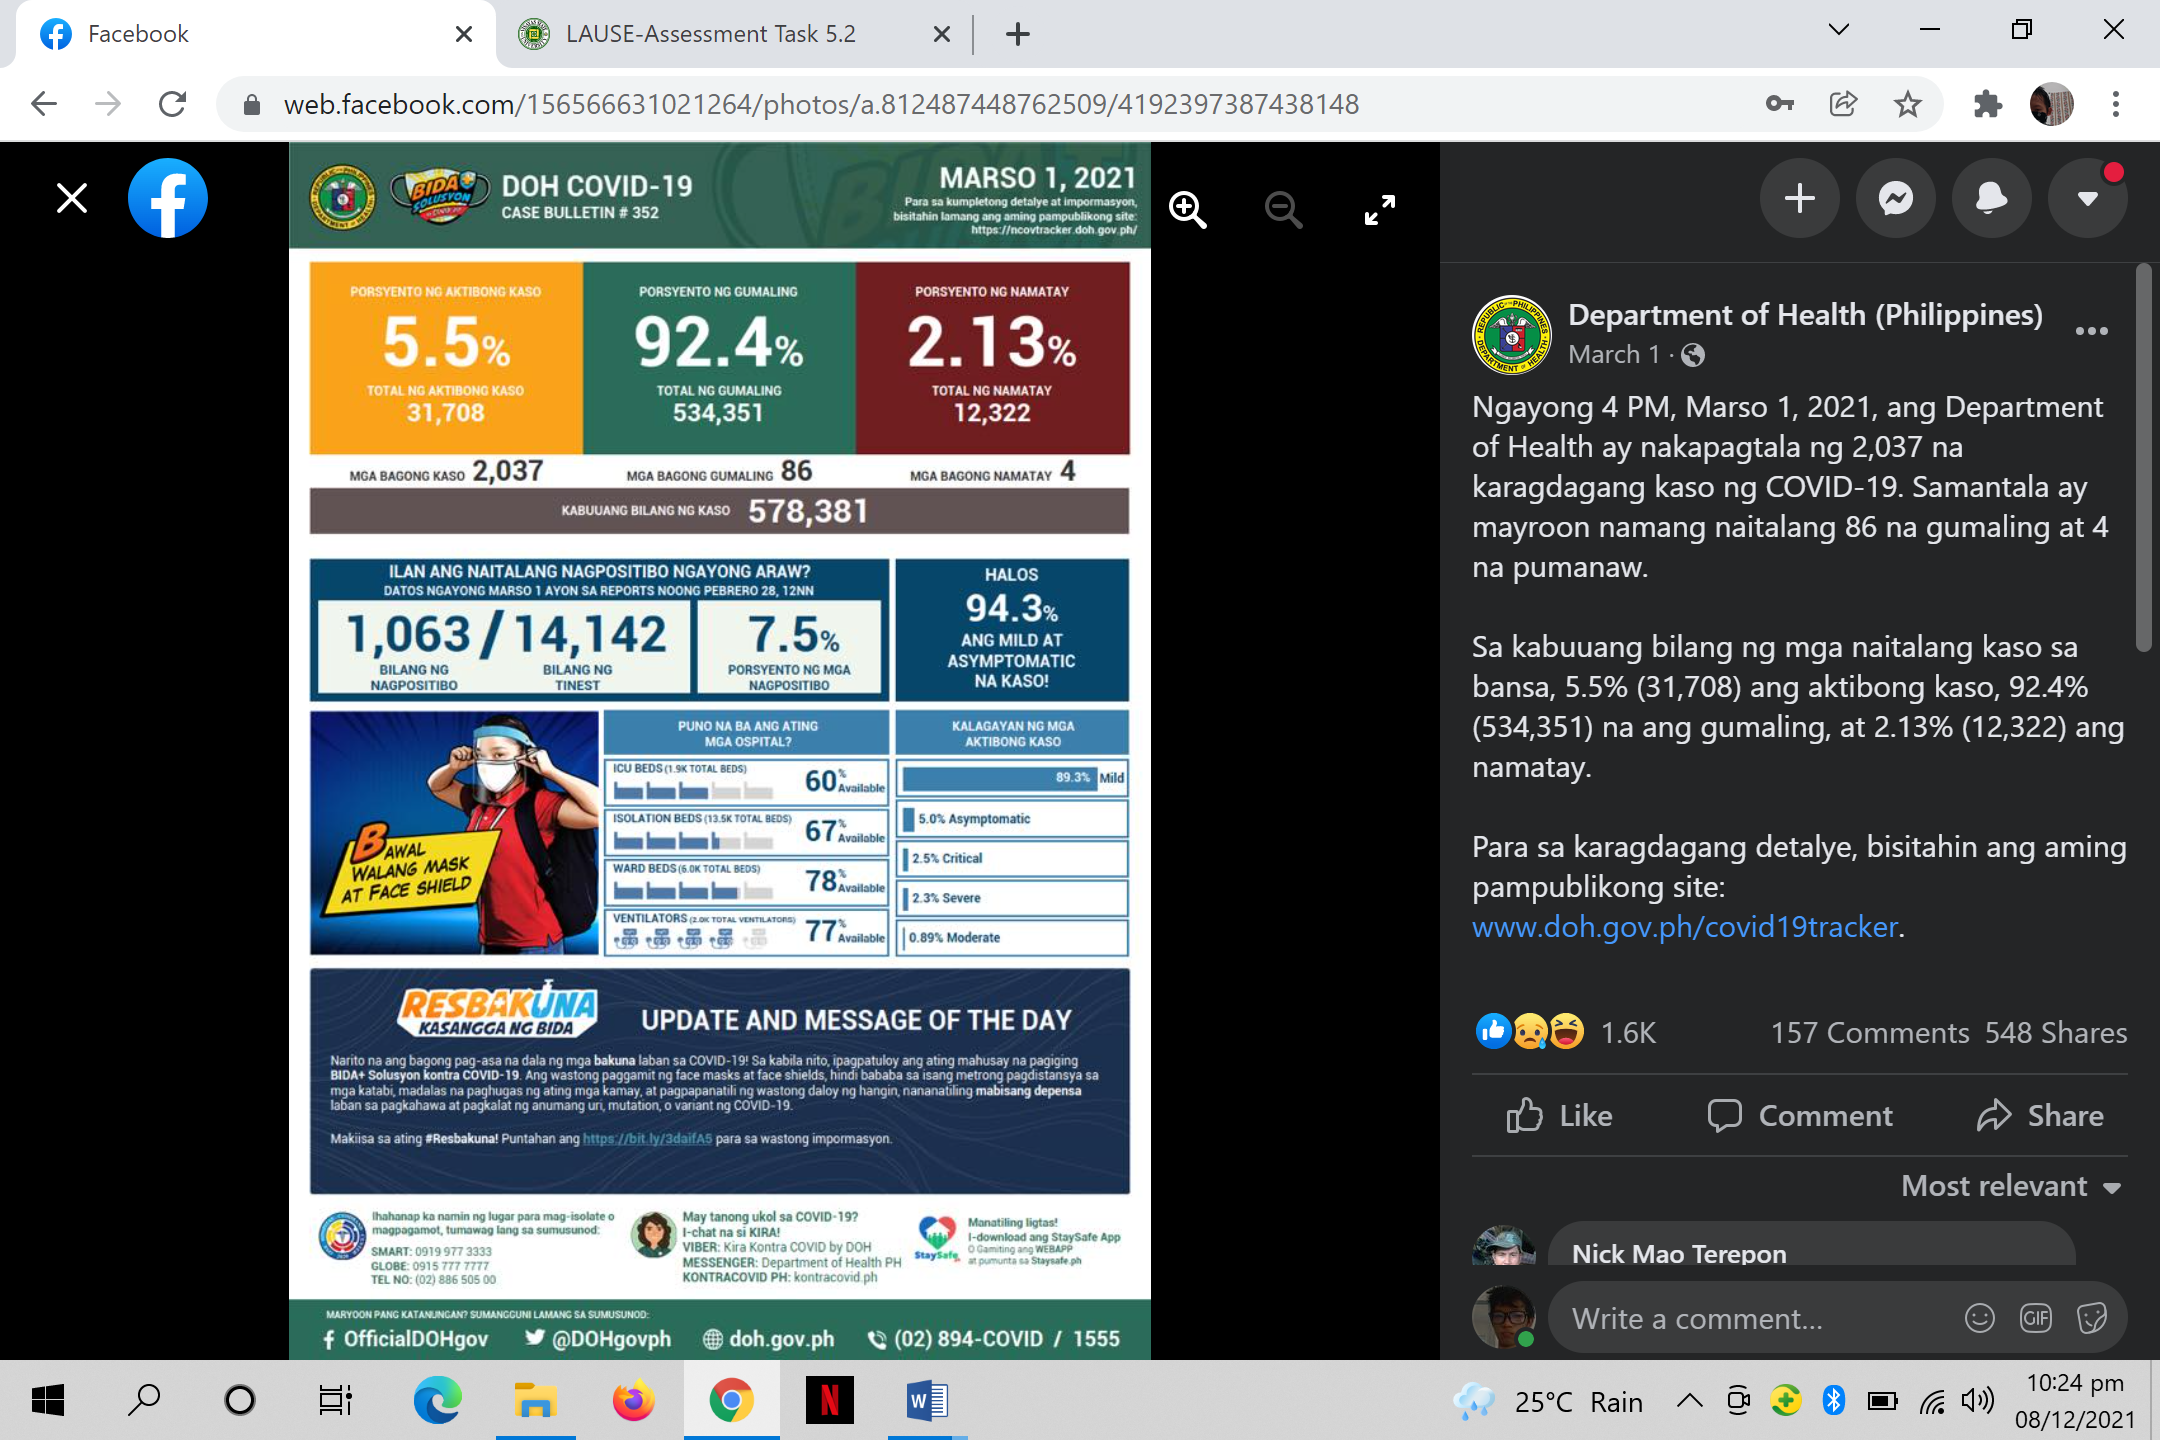 Facebook
LAUSE-Assessment Task 5.2
web.facebook.com/156566631021264/photos/a.812487448762509/4192397387438148
BIDA
SOLUSYON
DOH COVID-19
CASE BULLETIN # 352
MARSO 1, 2021
Para sa kumpletong detalye at impormasyon,
bisitahin lamang ang aming pampublikong site:
https://ncovtracker.doh.gov.ph/
PORSYENTO NG AKTIBONG KASO
5.5%
TOTAL NG AKTIBONG KASO
31,708
PORSYENTO NG GUMALING
92.4%
TOTAL NG GUMALING
534,351
PORSYENTO NG NAMATAY
2.13%
TOTAL NG NAMATAY
12,322
MGA BAGONG KASO 2,037
MGA BAGONG GUMALING 86
MGA BAGONG NAMATAY 4
KABUUANG BILANG NG KASO 578,381
ILAN ANG NAITALANG NAGPOSITIBO NGAYONG ARAW?
DATOS NGAYONG MARSO 1 AYON SA REPORTS NOONG PEBRERO 28, 12NN
1,063 / 14,142
BILANG NG
NAGPOSITIBO
BILANG NG
TINEST
7.5%
PORSYENTO NG MGA
NAGPOSITIBO
HALOS
94.3%
ANG MILD AT
ASYMPTOMATIC
NA KASO!
BAWAL
WALANG MASK
AT FACE SHIELD
PUNO NA BA ANG ATING
MGA OSPITAL?
ICU BEDS (1.9K TOTAL BEDS)
60% Available
ISOLATION BEDS (13.5K TOTAL BEDS)
67% Available
WARD BEDS (6.0K TOTAL BEDS)
78% Available
VENTILATORS (2.0K TOTAL VENTILATORS)
77% Available
KALAGAYAN NG MGA
AKTIBONG KASO
89.3% Mild
5.0% Asymptomatic
2.5% Critical
2.3% Severe
0.89% Moderate
RESBAKUNA
KASANGGA NG BIDA
UPDATE AND MESSAGE OF THE DAY
Narito na ang bagong pag-asa na dala ng mga bakuna laban sa COVID-19! Sa kabila nito, ipagpatuloy ang ating mahusay na pagiging
BIDA+ Solusyon kontra COVID-19. Ang wastong paggamit ng face masks at face shields, hindi bababa sa isang metrong pagdistansya sa
mga katabi, madalas na paghugas ng ating mga kamay, at pagpapanatili ng wastong daloy ng hangin, nananatiling mabisang depensa
laban sa pagkahawa at pagkalat ng anumang uri, mutation, o variant ng COVID-19.
Makiisa sa ating #Resbakuna! Puntahan ang https://bit.ly/3daifA5 para sa wastong impormasyon.
Ihahanap ka namin ng lugar para mag-isolate o
magpagamot, tumawag lang sa sumusunod:
SMART: 0919 977 3333
GLOBE: 0915 777 7777
TEL NO: (02) 886 505 00
May tanong ukol sa COVID-19?
I-chat na si KIRA!
VIBER: Kira Kontra COVID by DOH
MESSENGER: Department of Health PH
KONTRACOVID PH: kontracovid.ph
StaySafe
Manatiling ligtas!
I-download ang StaySafe App
O Gamiting ang WEBAPP
at pumunta sa Staysafe.ph
MARYOON PANG KATANUNGAN? SUMANGGUNI LAMANG SA SUMUSUNOD:
OfficialDOHgov
@DOHgovph
doh.gov.ph
(02) 894-COVID / 1555
Department of Health (Philippines)
March 1 ·
Ngayong 4 PM, Marso 1, 2021, ang Department
of Health ay nakapagtala ng 2,037 na
karagdagang kaso ng COVID-19. Samantala ay
mayroon namang naitalang 86 na gumaling at 4
na pumanaw.
Sa kabuuang bilang ng mga naitalang kaso sa
bansa, 5.5% (31,708) ang aktibong kaso, 92.4%
(534,351) na ang gumaling, at 2.13% (12,322) ang
namatay.
Para sa karagdagang detalye, bisitahin ang aming
pampublikong site:
www.doh.gov.ph/covid19tracker.
1.6K
157 Comments 548 Shares
Like
Comment
Share
Most relevant
Nick Mao Terepon
Write a comment...
GIF
25°C Rain
10:24 pm
08/12/2021